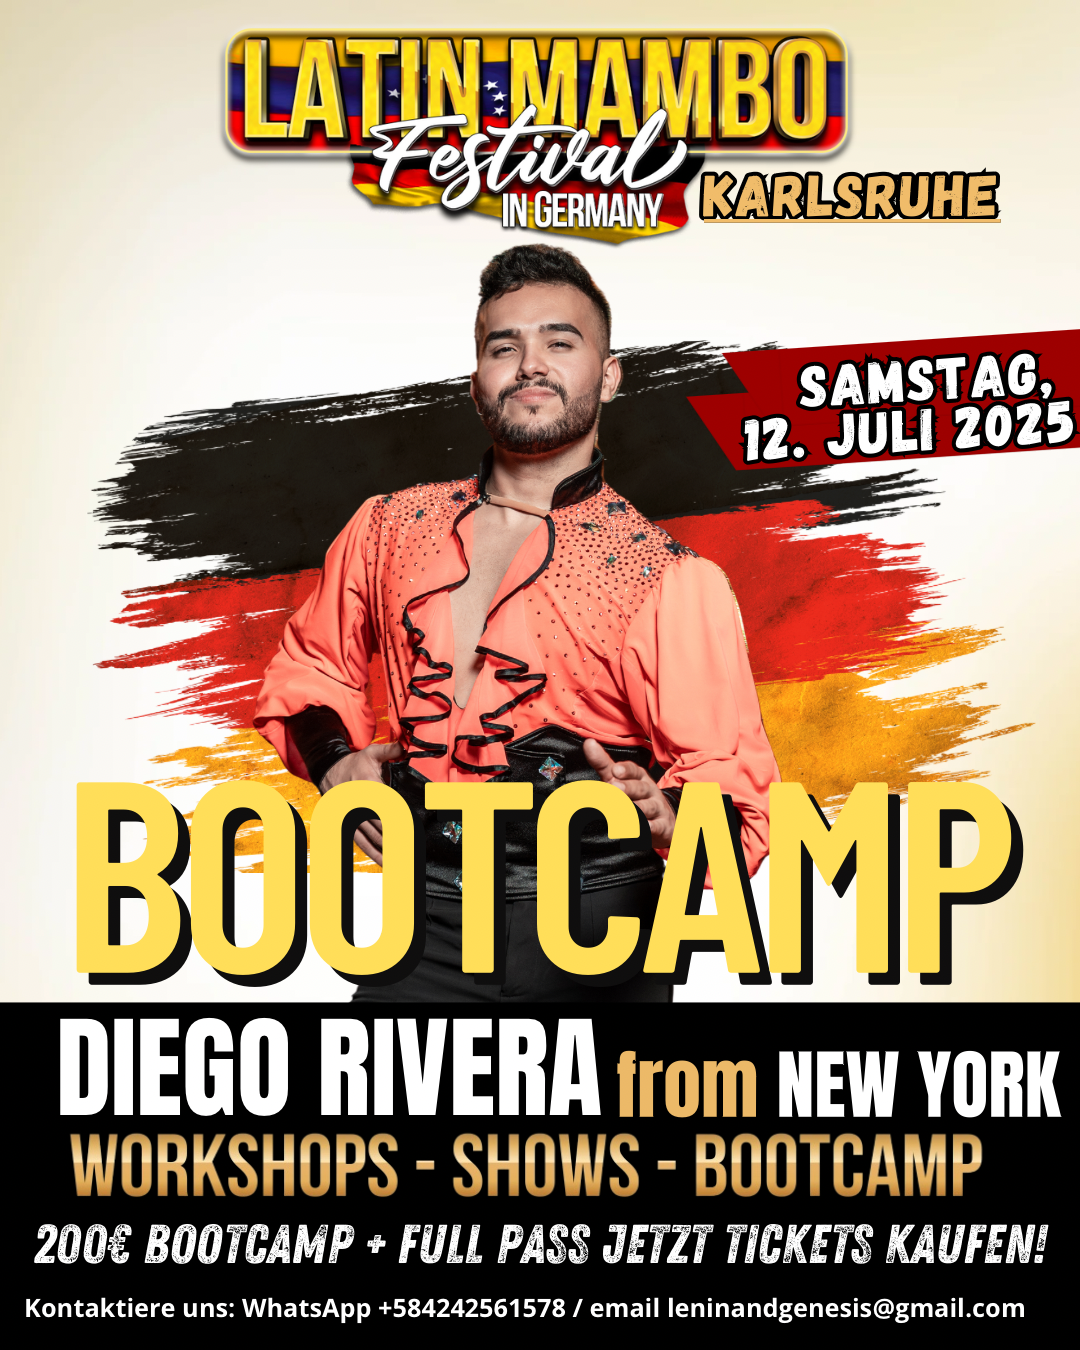 LATIN MAMBO
Festival
IN GERMANY
KARLSRUHE
SAMSTAG,
12. JULI 2025
BOOTCAMP
DIEGO RIVERA from NEW YORK
WORKSHOPS - SHOWS - BOOTCAMP
200€ BOOTCAMP + FULL PASS JETZT TICKETS KAUFEN!
Kontaktiere uns: WhatsApp +584242561578 / email leninandgenesis@gmail.com